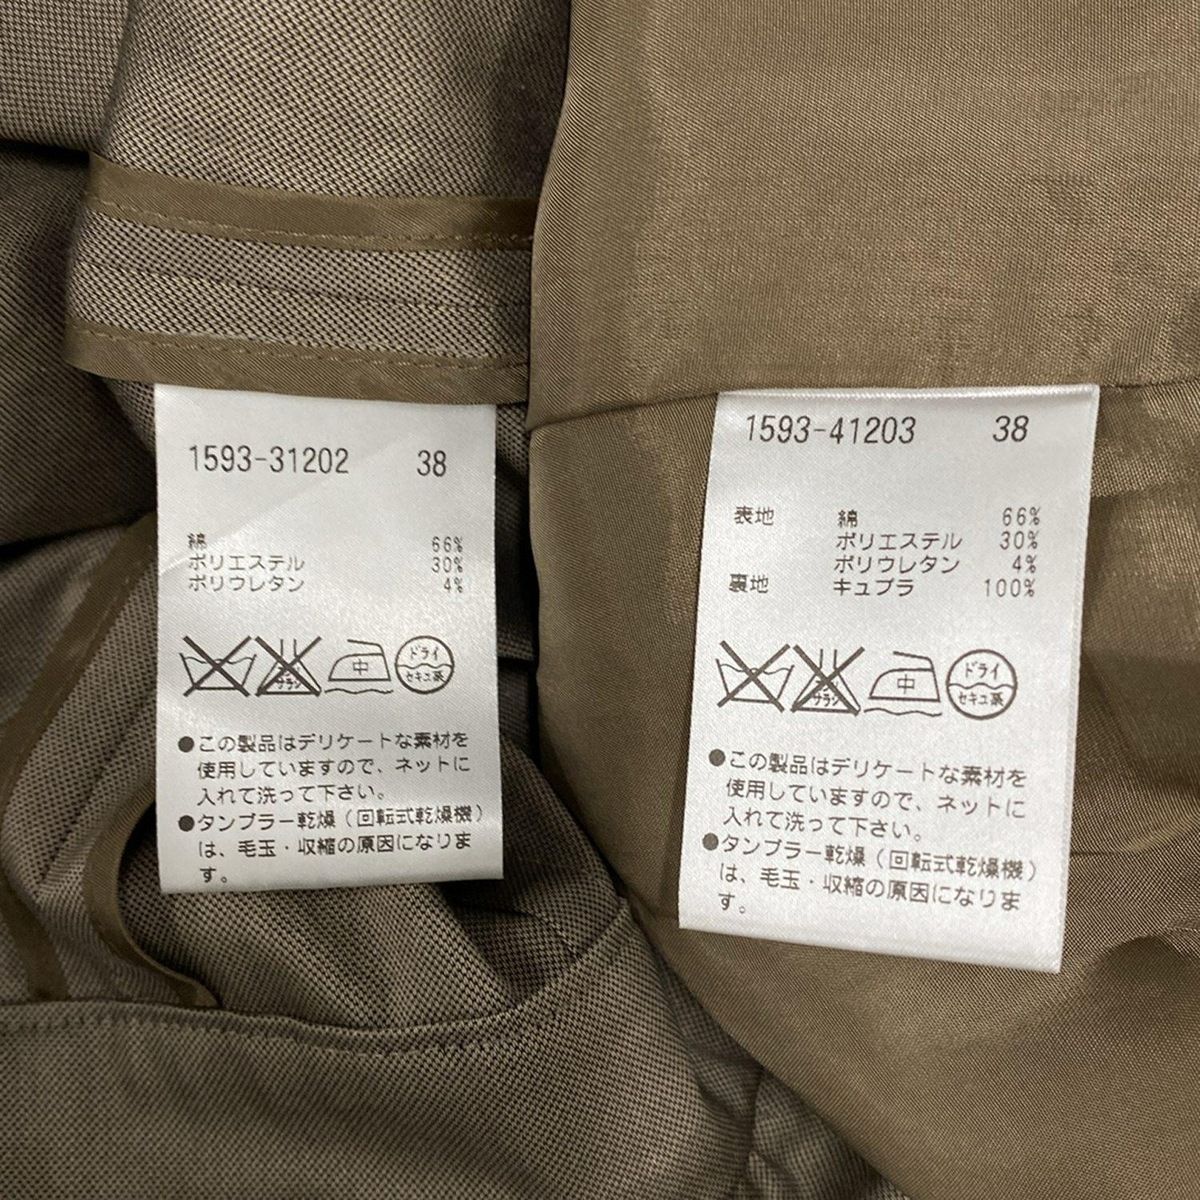 1593-31202 38
綿 66%
ポリエステル 30%
ポリウレタン 4%
サラシ 中 ドライ セキユ系
●この製品はデリケートな素材を
使用していますので、ネットに
入れて洗って下さい。
●タンブラー乾燥(回転式乾燥機)
は、毛玉・収縮の原因になりま
す。
1593-41203 38
表地 綿 66%
ポリエステル 30%
ポリウレタン 4%
裏地 キュプラ 100%
サラシ 中 ドライ セキユ系
●この製品はデリケートな素材を
使用していますので、ネットに
入れて洗って下さい。
●タンブラー乾燥(回転式乾燥機)
は、毛玉・収縮の原因になりま
す。